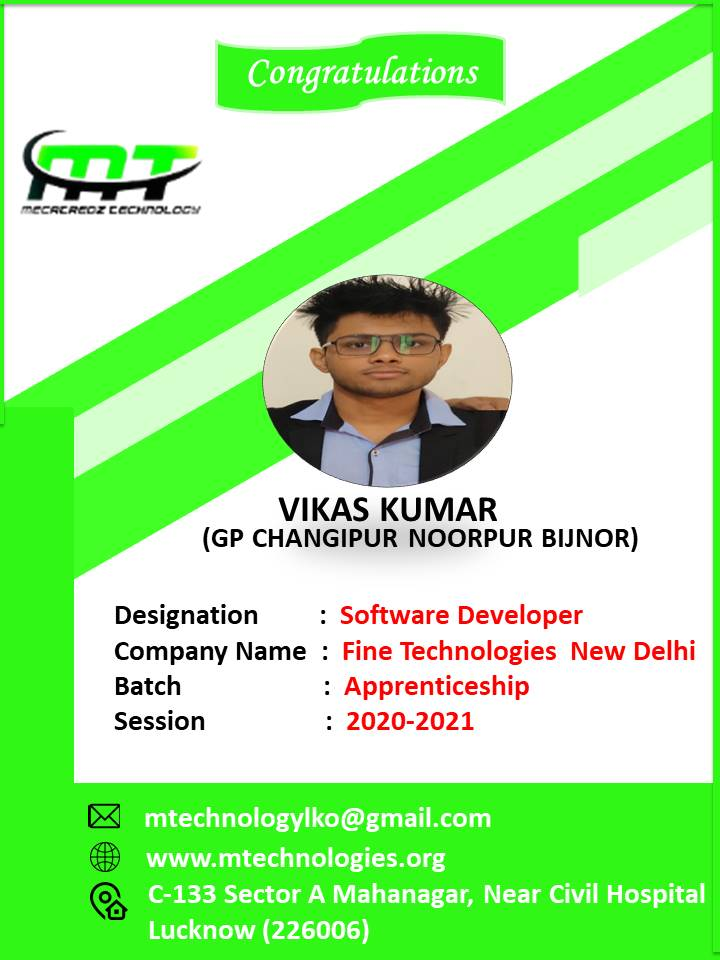 Congratulations
MT
MECATREDZ TECHNOLOGY
VIKAS KUMAR
(GP CHANGIPUR NOORPUR BIJNOR)
Designation : Software Developer
Company Name : Fine Technologies New Delhi
Batch : Apprenticeship
Session : 2020-2021
mtechnologylko@gmail.com
www.mtechnologies.org
C-133 Sector A Mahanagar, Near Civil Hospital
Lucknow (226006)